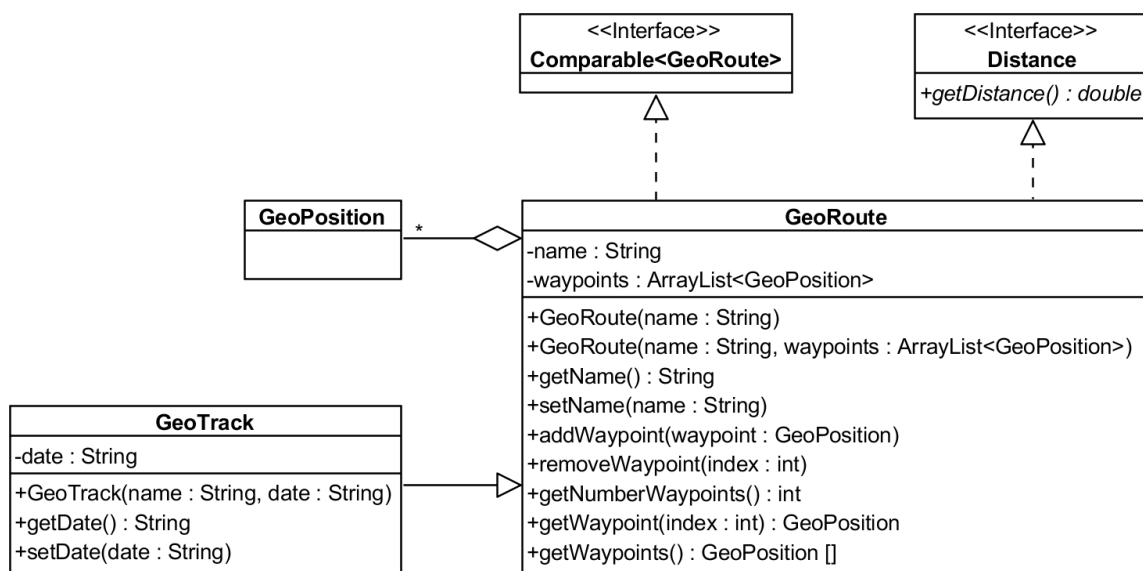 <<Interface>>
Comparable<GeoRoute>
<<Interface>>
Distance
+getDistance() : double
GeoPosition
*
GeoRoute
-name : String
-waypoints : ArrayList<GeoPosition>
+GeoRoute(name : String)
+GeoRoute(name : String, waypoints : ArrayList<GeoPosition>)
+getName() : String
+setName(name : String)
+addWaypoint(waypoint : GeoPosition)
+removeWaypoint(index : int)
+getNumberWaypoints() : int
+getWaypoint(index : int) : GeoPosition
+getWaypoints() : GeoPosition []
GeoTrack
-date : String
+GeoTrack(name : String, date : String)
+getDate() : String
+setDate(date : String)